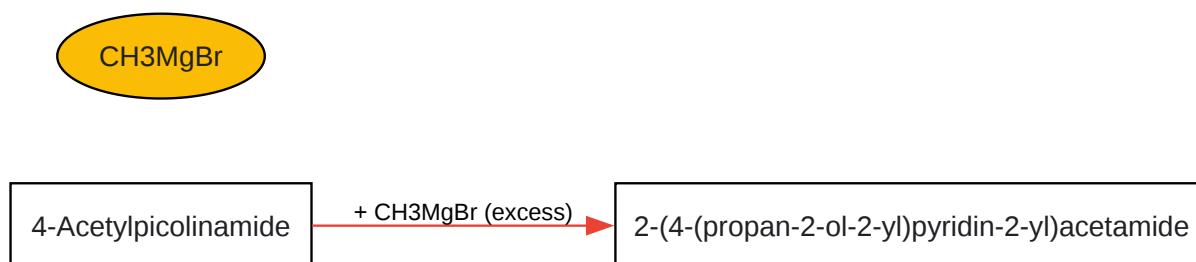 CH3MgBr
4-Acetylpicolinamide
+ CH3MgBr (excess)
2-(4-(propan-2-ol-2-yl)pyridin-2-yl)acetamide